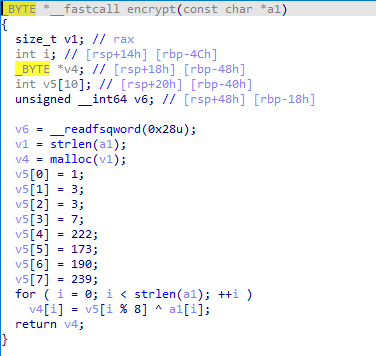 _BYTE *__fastcall encrypt(const char *a1)
{
  size_t v1; // rax
  int i; // [rsp+14h] [rbp-4Ch]
  _BYTE *v4; // [rsp+18h] [rbp-48h]
  int v5[10]; // [rsp+20h] [rbp-40h]
  unsigned __int64 v6; // [rsp+48h] [rbp-18h]

  v6 = __readfsqword(0x28u);
  v1 = strlen(a1);
  v4 = malloc(v1);
  v5[0] = 1;
  v5[1] = 3;
  v5[2] = 3;
  v5[3] = 7;
  v5[4] = 222;
  v5[5] = 173;
  v5[6] = 190;
  v5[7] = 239;
  for ( i = 0; i < strlen(a1); ++i )
    v4[i] = v5[i % 8] ^ a1[i];
  return v4;
}